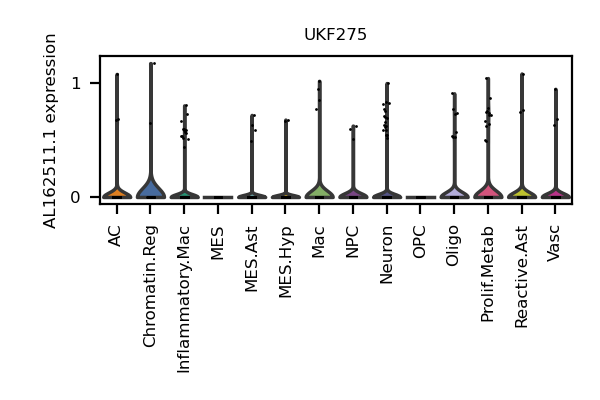 UKF275
AL162511.1 expression
1
0
AC
Chromatin.Reg
Inflammatory.Mac
MES
MES.Ast
MES.Hyp
Mac
NPC
Neuron
OPC
Oligo
Prolif.Metab
Reactive.Ast
Vasc